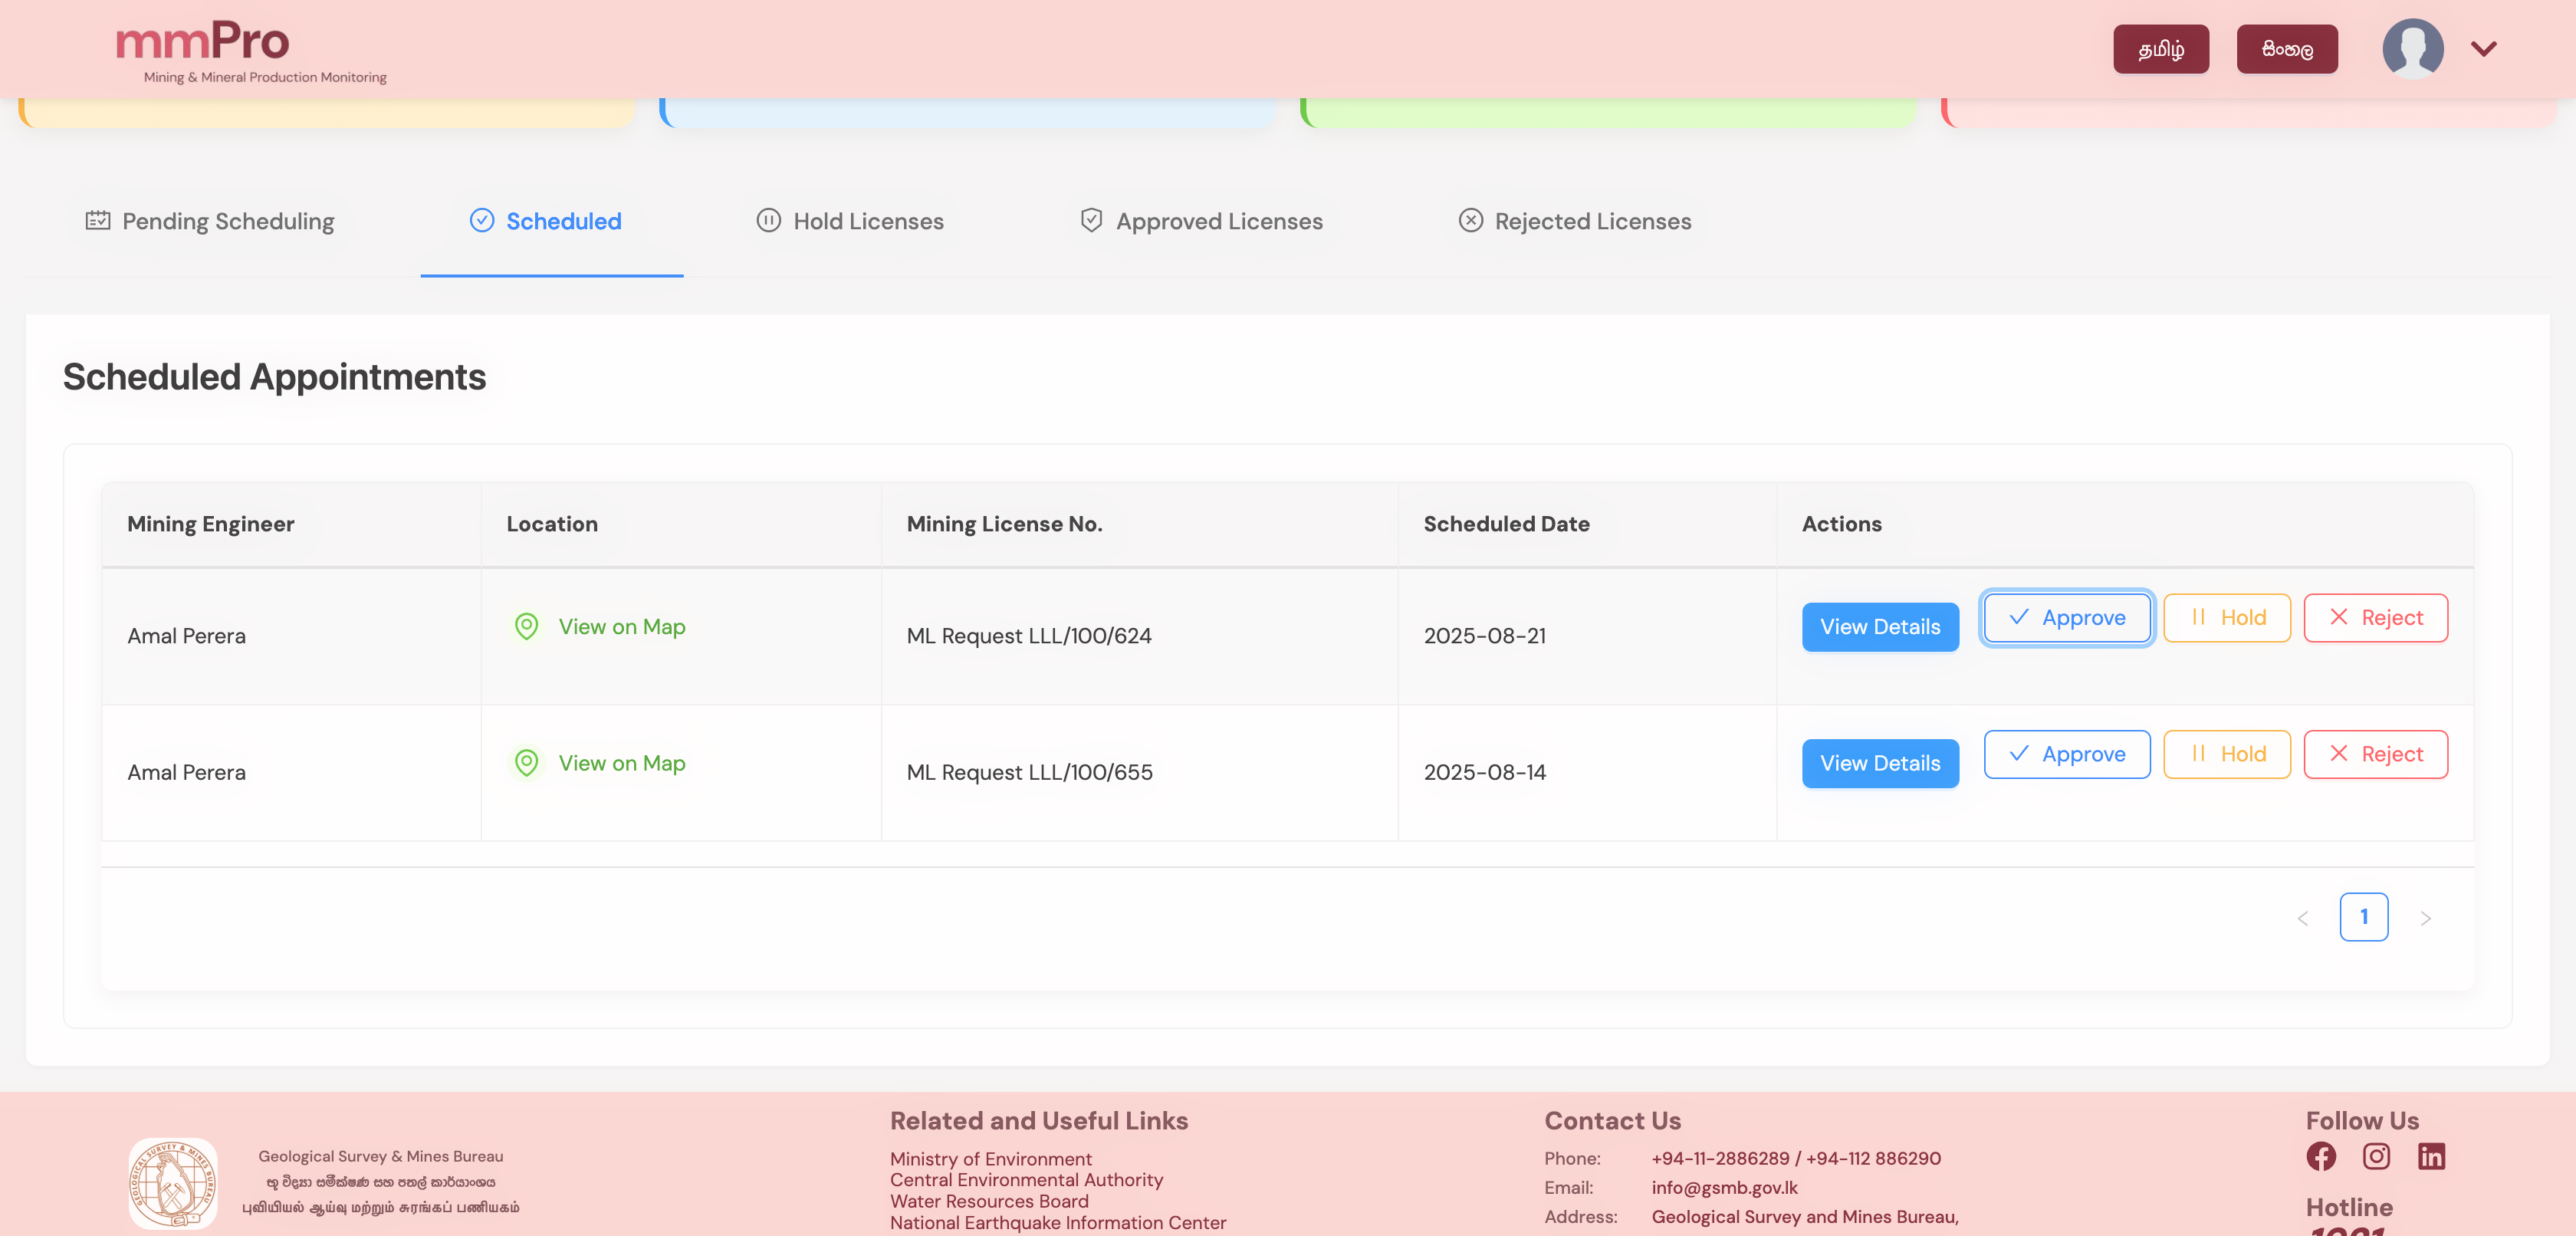 mmPro
Mining & Mineral Production Monitoring
தமிழ்
සිංහල
Pending Scheduling
Scheduled
Hold Licenses
Approved Licenses
Rejected Licenses
Scheduled Appointments
Mining Engineer Location Mining License No. Scheduled Date Actions
Amal Perera View on Map ML Request LLL/100/624 2025-08-21 View Details Approve Hold Reject
Amal Perera View on Map ML Request LLL/100/655 2025-08-14 View Details Approve Hold Reject
1
GEOLOGICAL SURVEY & MINES BUREAU
Geological Survey & Mines Bureau
භූ විද්‍යා සමීක්ෂණ සහ පතල් කාර්යාංශය
புவியியல் ஆய்வு மற்றும் சுரங்கப் பணியகம்
Related and Useful Links
Ministry of Environment
Central Environmental Authority
Water Resources Board
National Earthquake Information Center
Contact Us
Phone: +94-11-2886289 / +94-112 886290
Email: info@gsmb.gov.lk
Address: Geological Survey and Mines Bureau,
Follow Us
Hotline